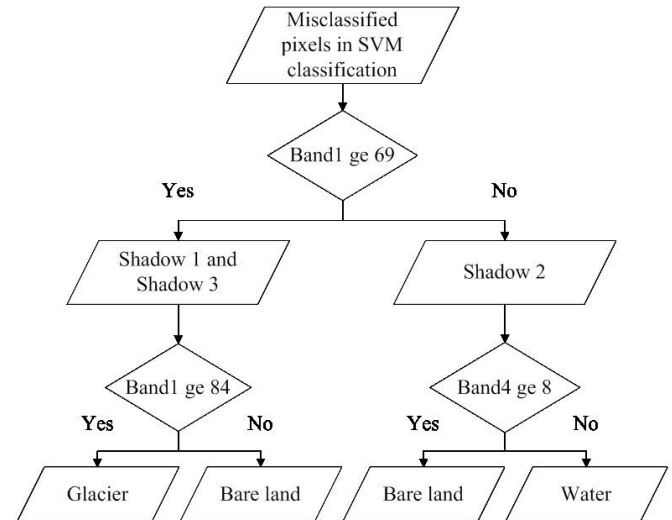 Misclassified
pixels in SVM
classification
Band1 ge 69
Yes
No
Shadow 1 and
Shadow 3
Shadow 2
Band1 ge 84
Band4 ge 8
Yes
No
Yes
No
Glacier
Bare land
Bare land
Water